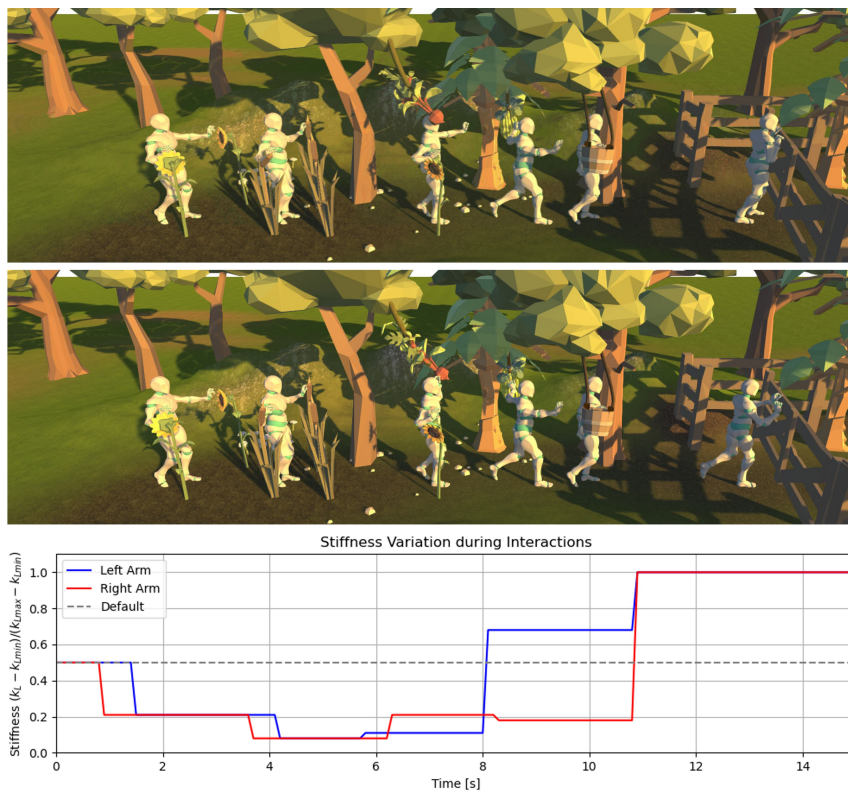 Stiffness Variation during Interactions
Stiffness (k_L − k_Lmin)/(k_Lmax − k_Lmin)
1.0
0.8
0.6
0.4
0.2
0.0
Left Arm
Right Arm
Default
0 2 4 6 8 10 12 14
Time [s]